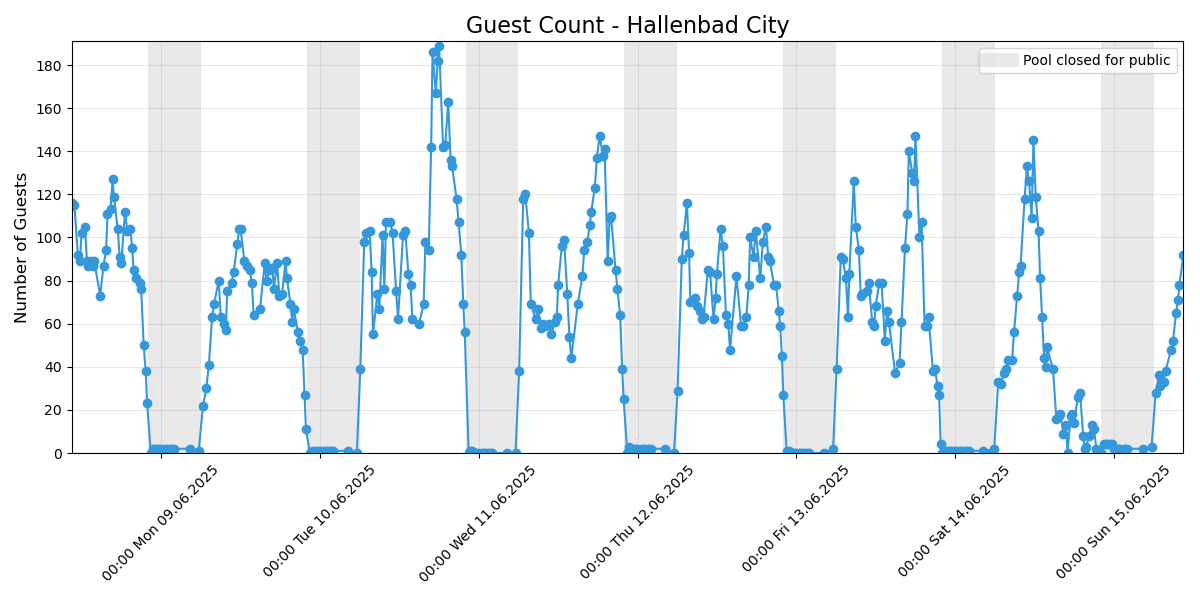 Guest Count - Hallenbad City
Pool closed for public
Number of Guests
180
160
140
120
100
80
60
40
20
0
00:00 Mon 09.06.2025
00:00 Tue 10.06.2025
00:00 Wed 11.06.2025
00:00 Thu 12.06.2025
00:00 Fri 13.06.2025
00:00 Sat 14.06.2025
00:00 Sun 15.06.2025